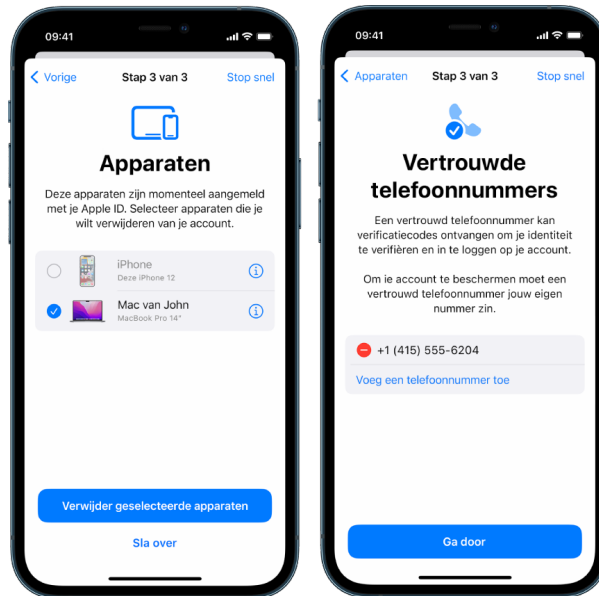 09:41
Vorige
Stap 3 van 3
Stop snel
Apparaten
Deze apparaten zijn momenteel aangemeld
met je Apple ID. Selecteer apparaten die je
wilt verwijderen van je account.
iPhone
Deze iPhone 12
Mac van John
MacBook Pro 14"
Verwijder geselecteerde apparaten
Sla over
09:41
Apparaten
Stap 3 van 3
Stop snel
Vertrouwde
telefoonnummers
Een vertrouwd telefoonnummer kan
verificatiecodes ontvangen om je identiteit
te verifiëren en in te loggen op je account.
Om je account te beschermen moet een
vertrouwd telefoonnummer jouw eigen
nummer zin.
+1 (415) 555-6204
Voeg een telefoonnummer toe
Ga door